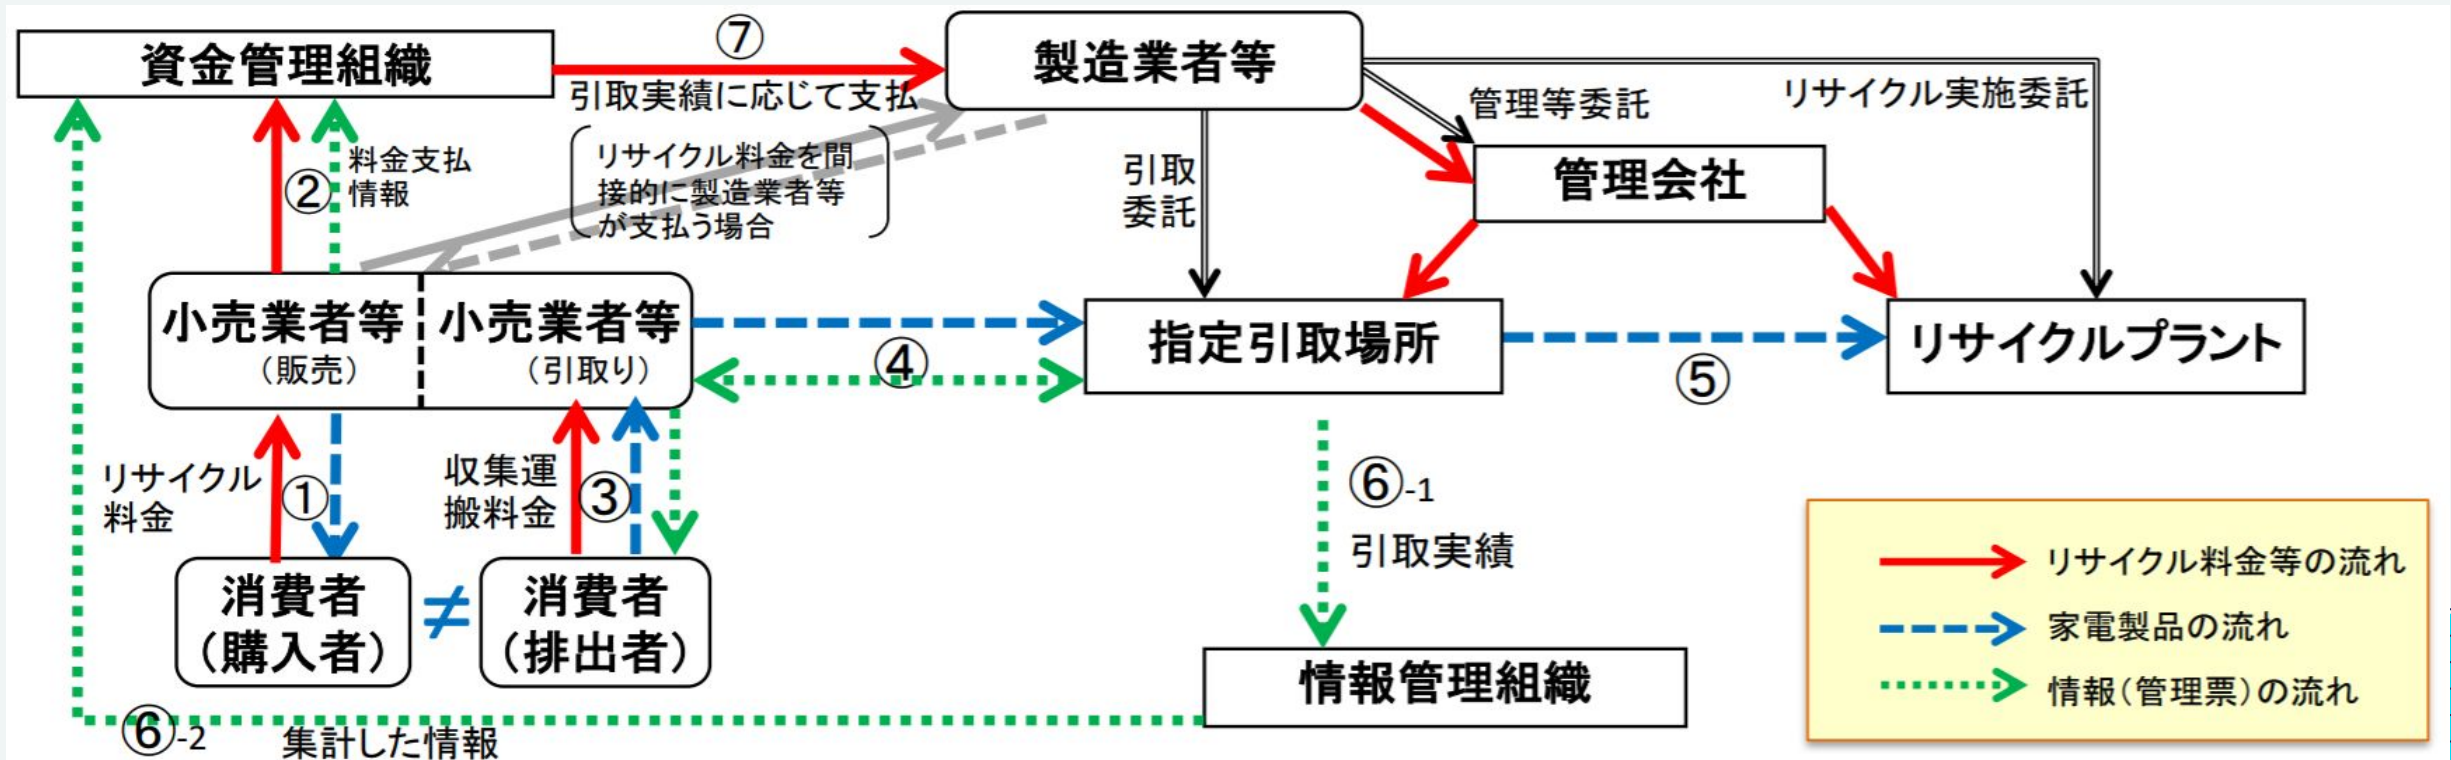 資金管理組織
⑦
引取実績に応じて支払
製造業者等
管理等委託
リサイクル実施委託
②
料金支払
情報
リサイクル料金を間
接的に製造業者等
が支払う場合
引取
委託
管理会社
小売業者等
（販売）
小売業者等
（引取り）
④
指定引取場所
⑤
リサイクルプラント
リサイクル
料金
①
収集運
搬料金
③
⑥-1
引取実績
消費者
（購入者）
≠
消費者
（排出者）
情報管理組織
⑥-2
集計した情報
リサイクル料金等の流れ
家電製品の流れ
情報（管理票）の流れ